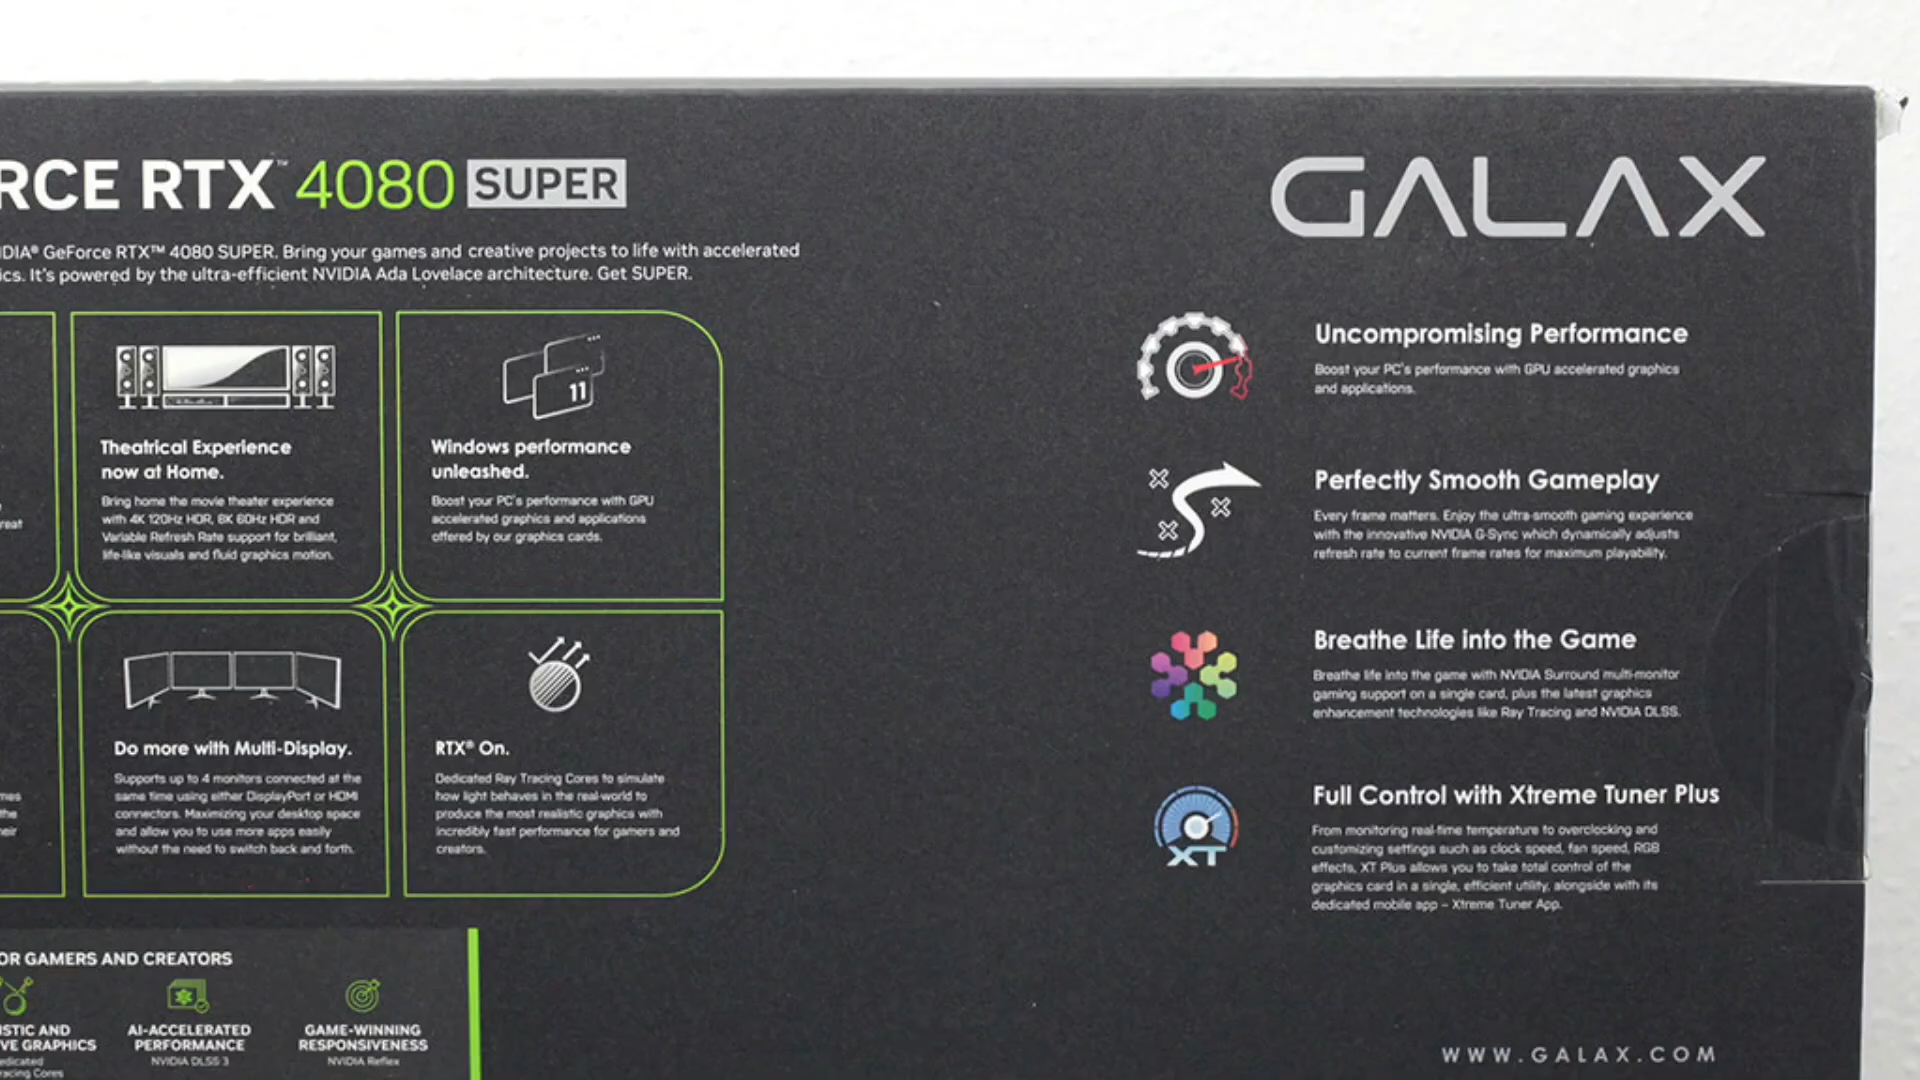 RCE RTX™ 4080 SUPER
GALAX
IDIA® GeForce RTX™ 4080 SUPER. Bring your games and creative projects to life with accelerated
ics. It's powered by the ultra-efficient NVIDIA Ada Lovelace architecture. Get SUPER.
reat
Theatrical Experience
now at Home.
Bring home the movie theater experience
with 4K 120Hz HDR, 8K 60Hz HDR and
Variable Refresh Rate support for brilliant,
life-like visuals and fluid graphics motion.
11
Windows performance
unleashed.
Boost your PC's performance with GPU
accelerated graphics and applications
offered by our graphics cards.
mes
the
heir
Do more with Multi-Display.
Supports up to 4 monitors connected at the
same time using either DisplayPort or HDMI
connectors. Maximizing your desktop space
and allow you to use more apps easily
without the need to switch back and forth.
RTX® On.
Dedicated Ray Tracing Cores to simulate
how light behaves in the real-world to
produce the most realistic graphics with
incredibly fast performance for gamers and
creators.
Uncompromising Performance
Boost your PC's performance with GPU accelerated graphics
and applications.
Perfectly Smooth Gameplay
Every frame matters. Enjoy the ultra-smooth gaming experience
with the innovative NVIDIA G-Sync which dynamically adjusts
refresh rate to current frame rates for maximum playability.
Breathe Life into the Game
Breathe life into the game with NVIDIA Surround multi-monitor
gaming support on a single card, plus the latest graphics
enhancement technologies like Ray Tracing and NVIDIA DLSS.
XT
Full Control with Xtreme Tuner Plus
From monitoring real-time temperature to overclocking and
customizing settings such as clock speed, fan speed, RGB
effects, XT Plus allows you to take total control of the
graphics card in a single, efficient utility, alongside with its
dedicated mobile app – Xtreme Tuner App.
OR GAMERS AND CREATORS
ISTIC AND
VE GRAPHICS
edicated
racing Cores
AI-ACCELERATED
PERFORMANCE
NVIDIA DLSS 3
GAME-WINNING
RESPONSIVENESS
NVIDIA Reflex
WWW.GALAX.COM